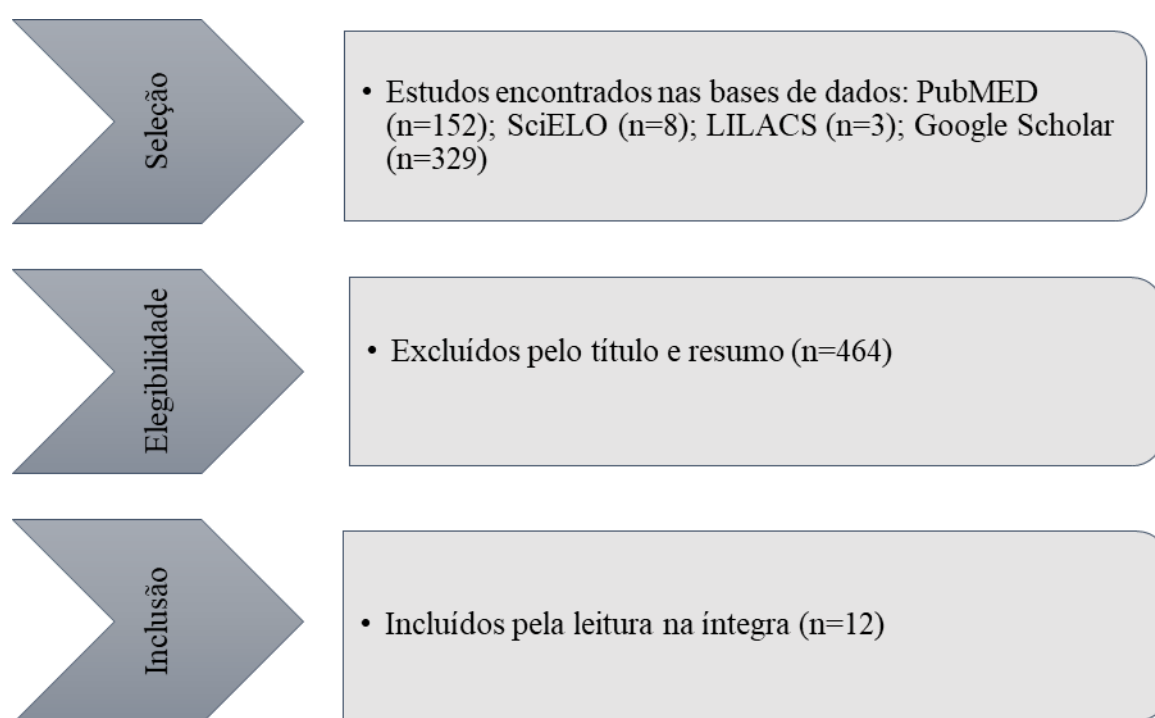 Seleção
• Estudos encontrados nas bases de dados: PubMED
(n=152); SciELO (n=8); LILACS (n=3); Google Scholar
(n=329)
Elegibilidade
• Excluídos pelo título e resumo (n=464)
Inclusão
• Incluídos pela leitura na íntegra (n=12)